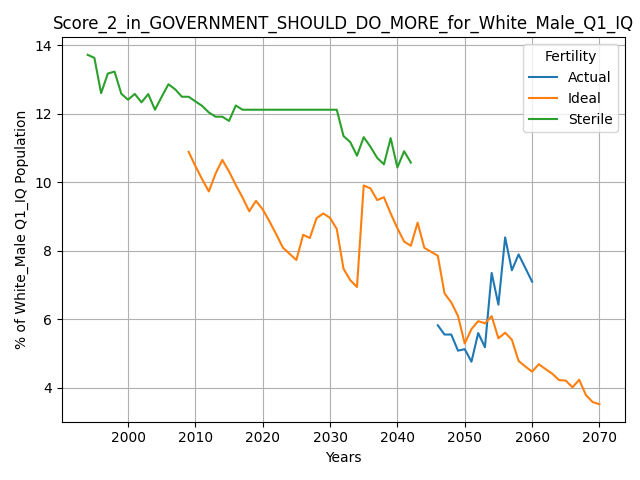 Score_2_in_GOVERNMENT_SHOULD_DO_MORE_for_White_Male_Q1_IQ
Fertility
Actual
Ideal
Sterile
% of White_Male Q1_IQ Population
14
12
10
8
6
4
2000 2010 2020 2030 2040 2050 2060 2070
Years